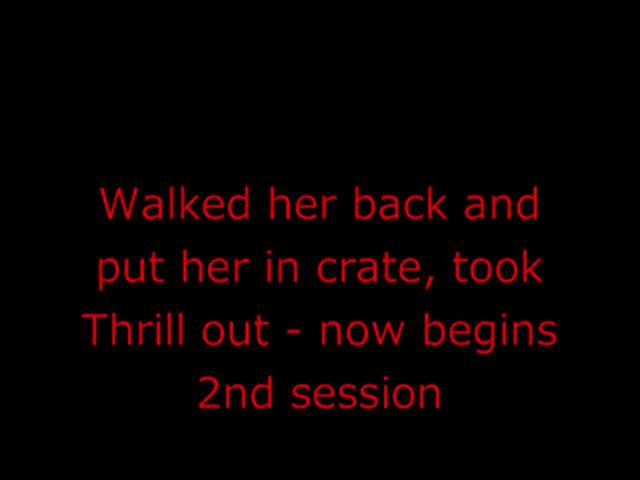 Walked her back and
put her in crate, took
Thrill out - now begins
2nd session